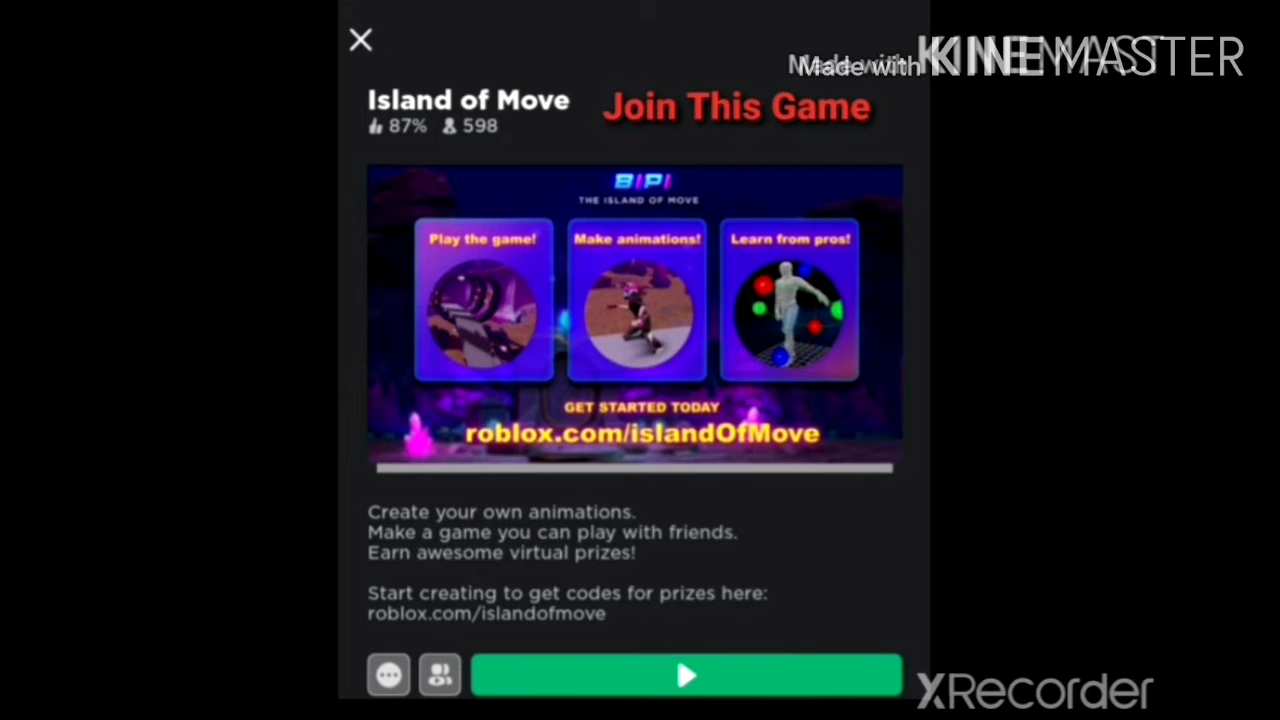 Made with KINEMASTER
Island of Move
Join This Game
87% 598
THE ISLAND OF MOVE
Play the game!
Make animations!
Learn from pros!
GET STARTED TODAY
roblox.com/islandOfMove
Create your own animations.
Make a game you can play with friends.
Earn awesome virtual prizes!
Start creating to get codes for prizes here:
roblox.com/islandofmove
XRecorder